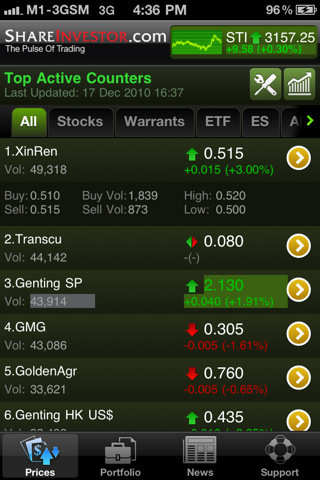 M1-3GSM 3G 4:36 PM 96%
SHAREINVESTOR.com
The Pulse Of Trading
STI 3157.25
+9.58 (+0.30%)
Top Active Counters
Last Updated: 17 Dec 2010 16:37
All Stocks Warrants ETF ES
1.XinRen 0.515
Vol: 49,318 +0.015 (+3.00%)
Buy:0.510 Buy Vol:1,839 High: 0.520
Sell:0.515 Sell Vol:873 Low: 0.500
2.Transcu 0.080
Vol: 44,142 -(-)
3.Genting SP 2.130
Vol: 43,914 +0.040 (+1.91%)
4.GMG 0.305
Vol: 43,086 -0.005 (-1.61%)
5.GoldenAgr 0.760
Vol: 33,621 -0.005 (-0.65%)
6.Genting HK US$ 0.435
Prices Portfolio News Support